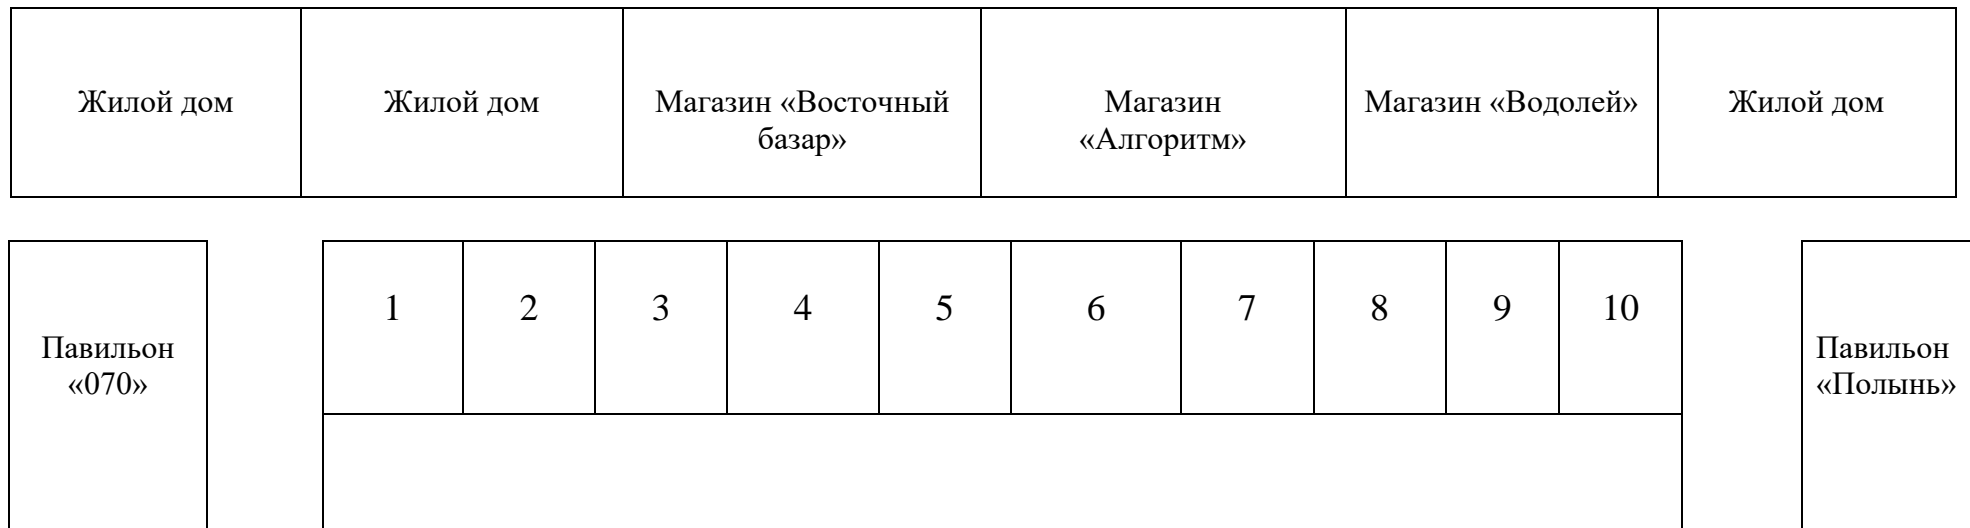 Жилой дом
Жилой дом
Магазин «Восточный
базар»
Магазин
«Алгоритм»
Магазин «Водолей»
Жилой дом
Павильон
«070»
1
2
3
4
5
6
7
8
9
10
Павильон
«Полынь»